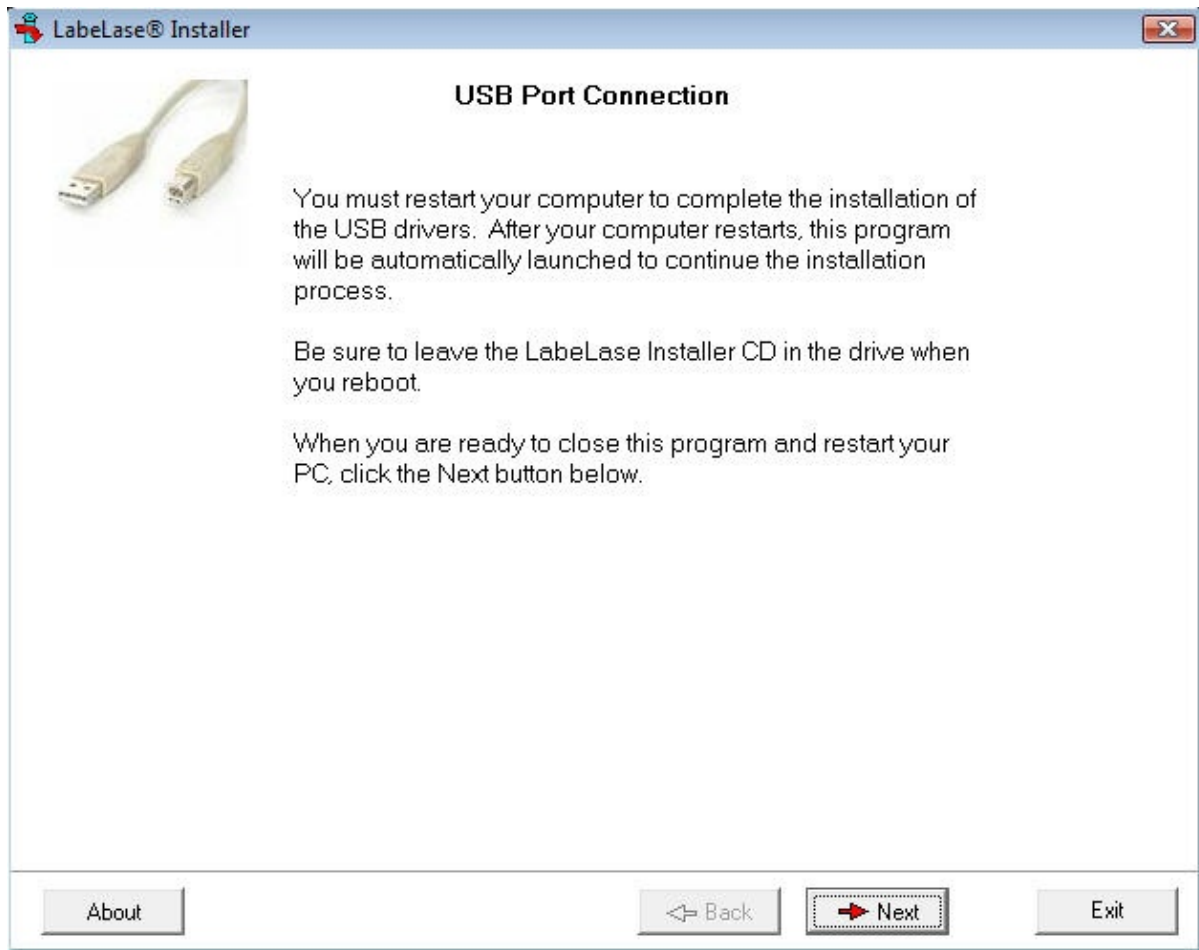 LabeLase® Installer
USB Port Connection
You must restart your computer to complete the installation of
the USB drivers.  After your computer restarts, this program
will be automatically launched to continue the installation
process.
Be sure to leave the LabeLase Installer CD in the drive when
you reboot.
When you are ready to close this program and restart your
PC, click the Next button below.
About
Back
Next
Exit